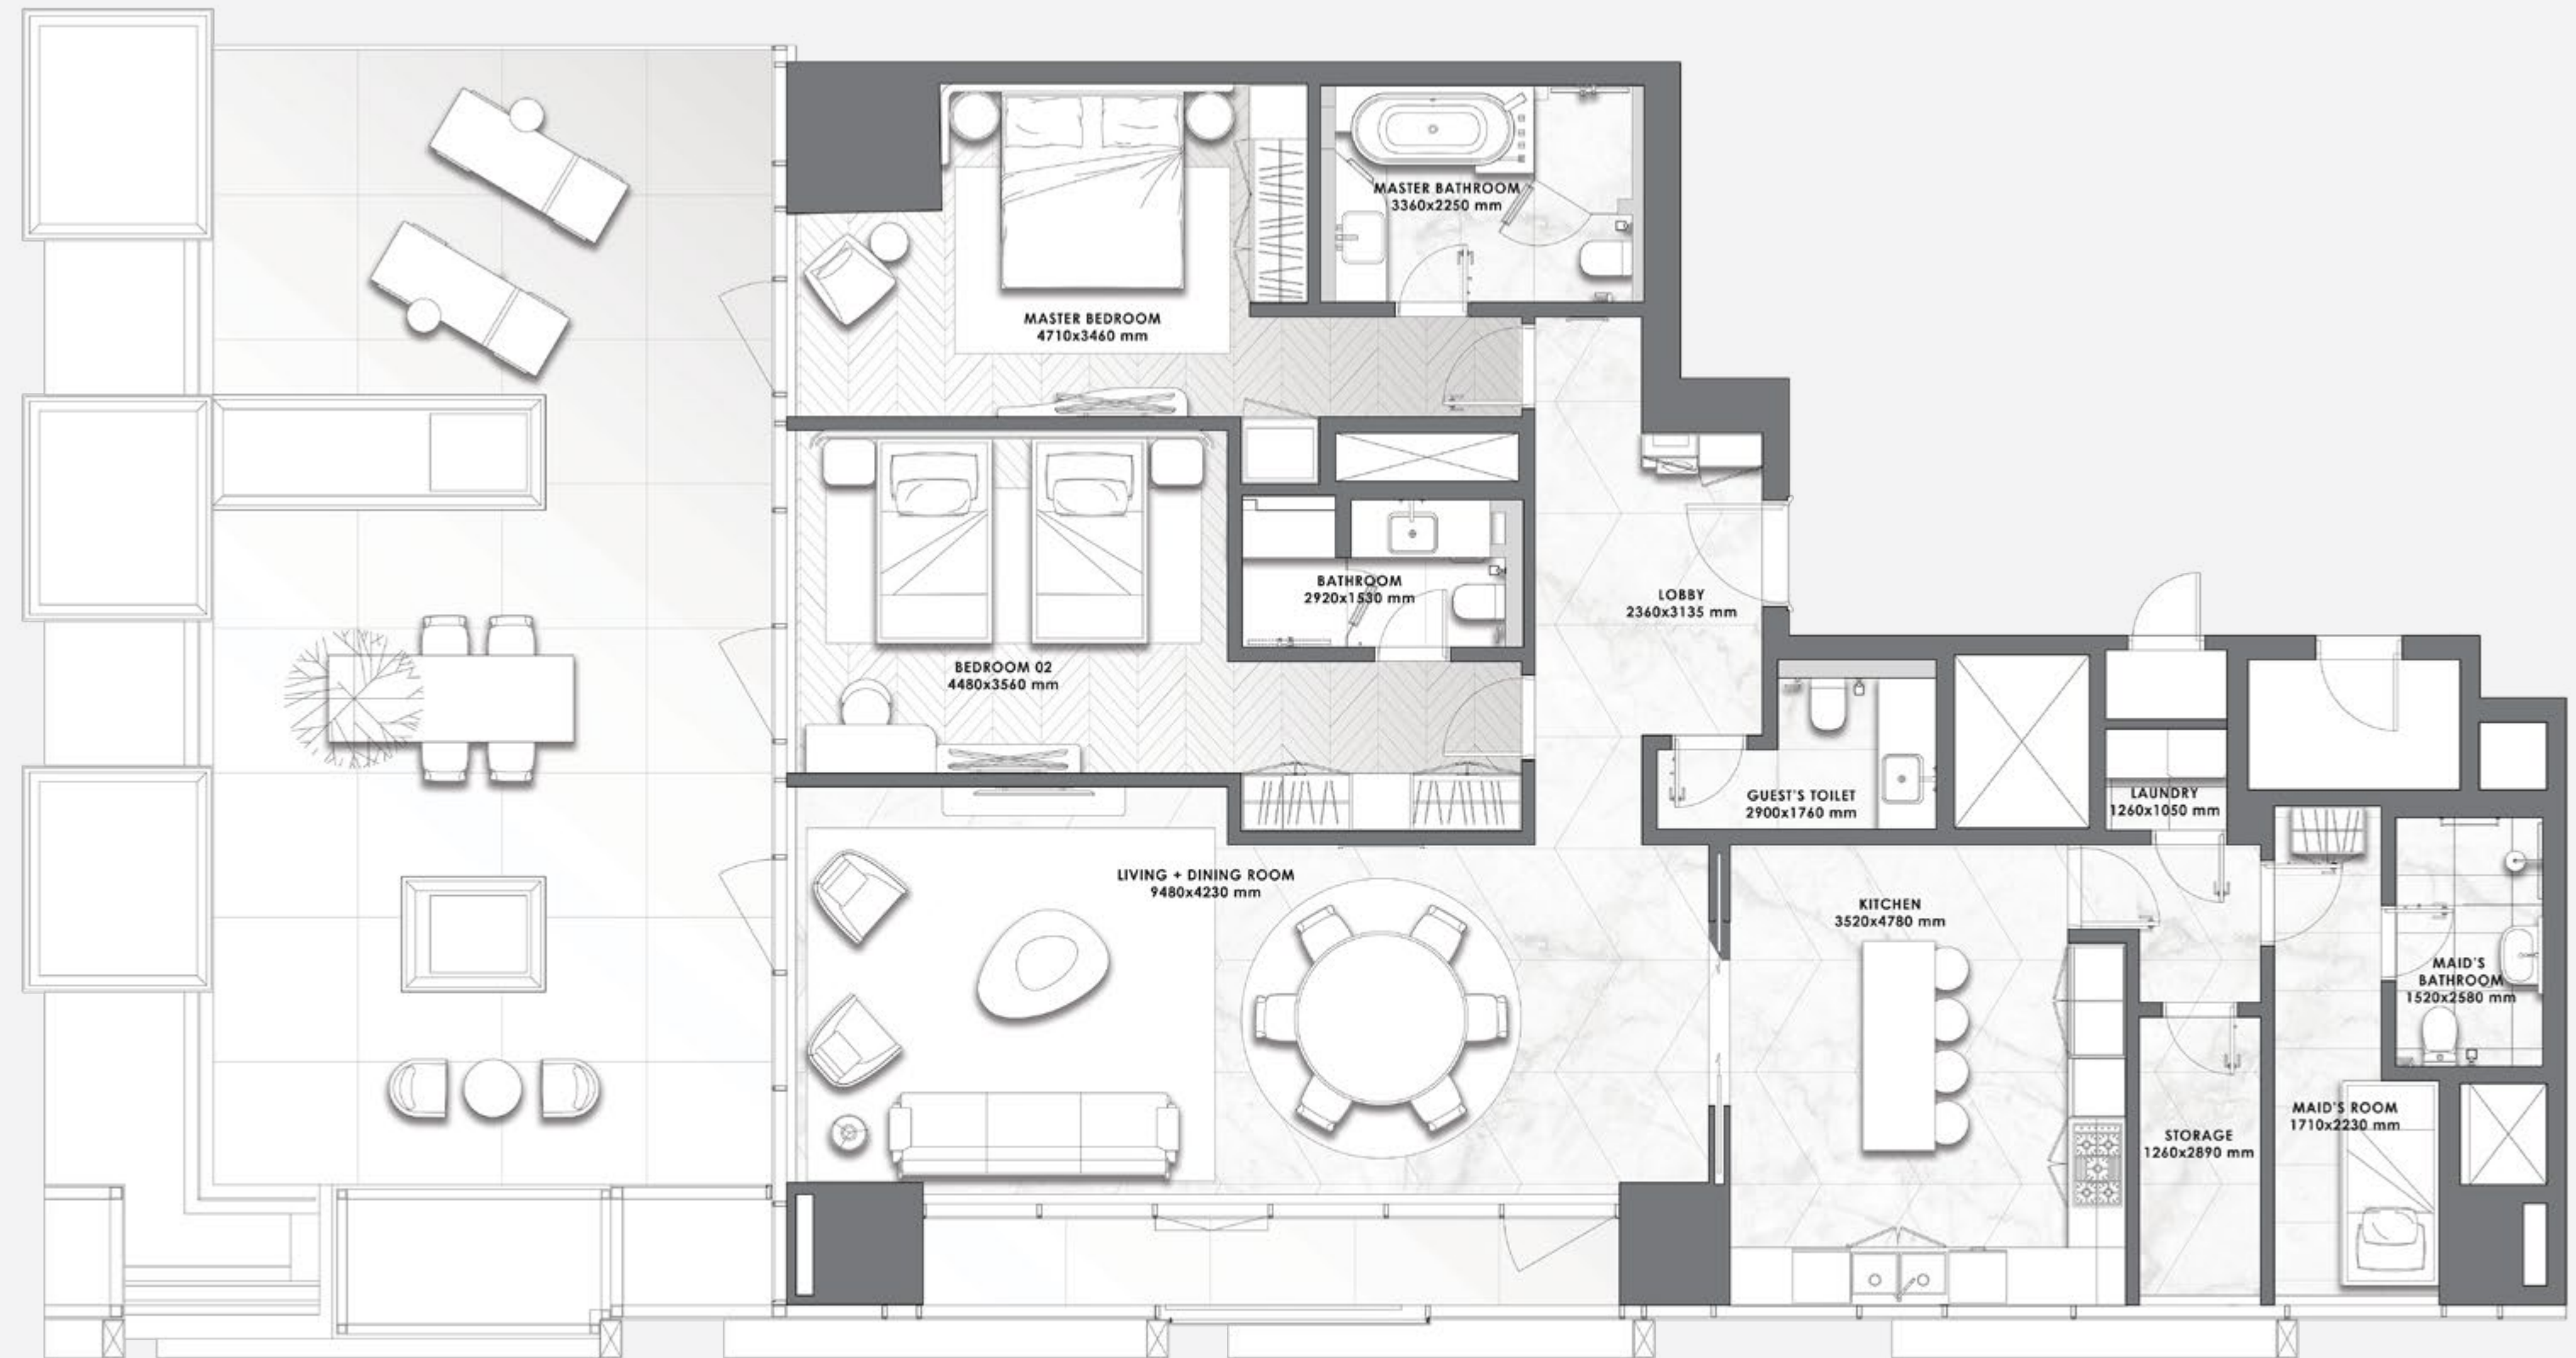 MASTER BATHROOM
3360x2250 mm
MASTER BEDROOM
4710x3460 mm
BATHROOM
2920x1530 mm
LOBBY
2360x3135 mm
BEDROOM 02
4480x3560 mm
GUEST'S TOILET
2900x1760 mm
LAUNDRY
1260x1050 mm
LIVING + DINING ROOM
9480x4230 mm
KITCHEN
3520x4780 mm
MAID'S
BATHROOM
1520x2580 mm
MAID'S ROOM
1710x2230 mm
STORAGE
1260x2890 mm